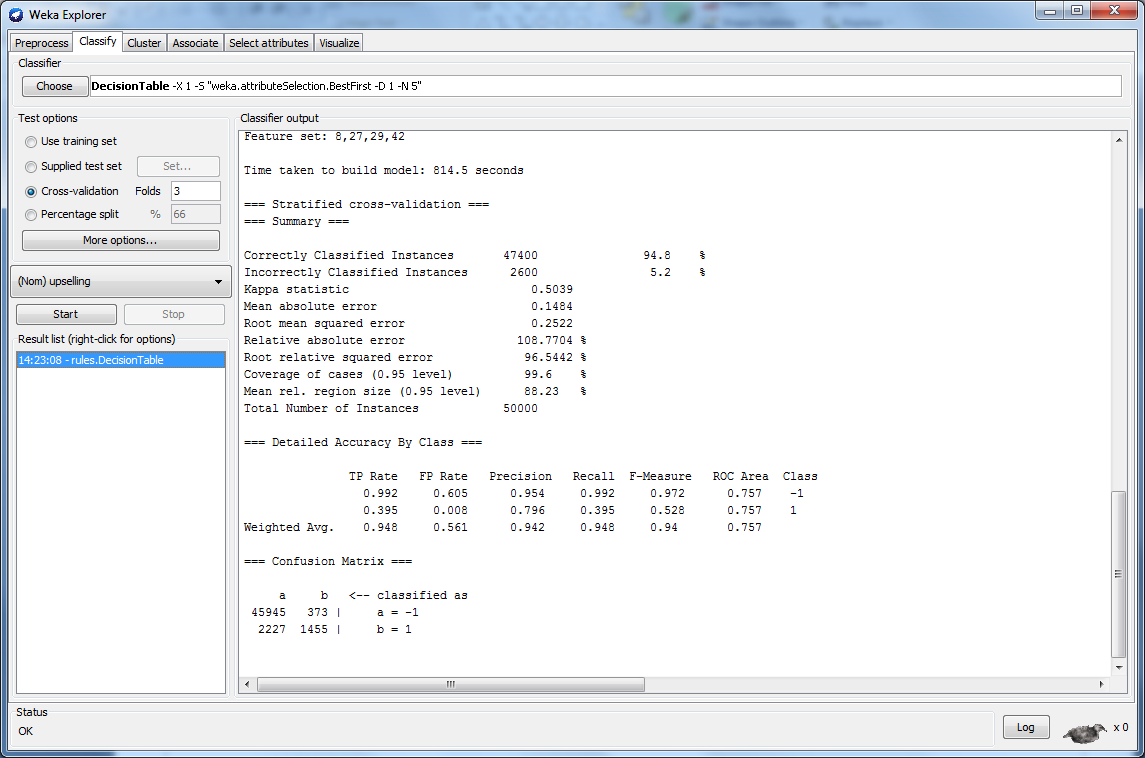 Weka Explorer
Preprocess Classify Cluster Associate Select attributes Visualize
Classifier
Choose DecisionTable -X 1 -S "weka.attributeSelection.BestFirst -D 1 -N 5"
Test options
Use training set
Supplied test set Set...
Cross-validation Folds 3
Percentage split % 66
More options...
(Nom) upselling
Start Stop
Result list (right-click for options)
14:23:08 - rules.DecisionTable
Classifier output
Feature set: 8,27,29,42
Time taken to build model: 814.5 seconds
=== Stratified cross-validation ===
=== Summary ===
Correctly Classified Instances 47400 94.8 %
Incorrectly Classified Instances 2600 5.2 %
Kappa statistic 0.5039
Mean absolute error 0.1484
Root mean squared error 0.2522
Relative absolute error 108.7704 %
Root relative squared error 96.5442 %
Coverage of cases (0.95 level) 99.6 %
Mean rel. region size (0.95 level) 88.23 %
Total Number of Instances 50000
=== Detailed Accuracy By Class ===
TP Rate FP Rate Precision Recall F-Measure ROC Area Class
0.992 0.605 0.954 0.992 0.972 0.757 -1
0.395 0.008 0.796 0.395 0.528 0.757 1
Weighted Avg. 0.948 0.561 0.942 0.948 0.94 0.757
=== Confusion Matrix ===
a b <-- classified as
45945 373 | a = -1
2227 1455 | b = 1
Status
OK
Log
x 0